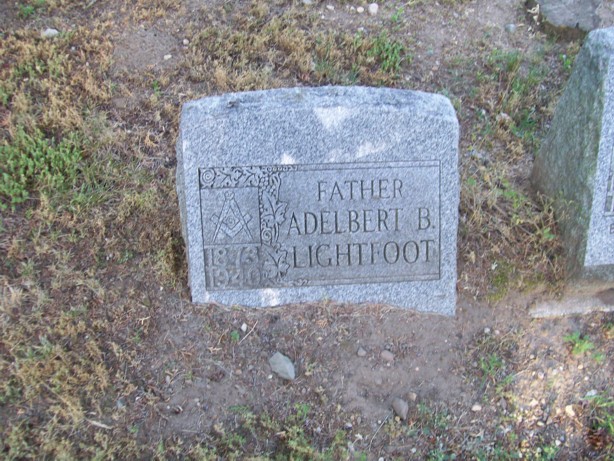 FATHER
ADELBERT B.
LIGHTFOOT
1873
1940